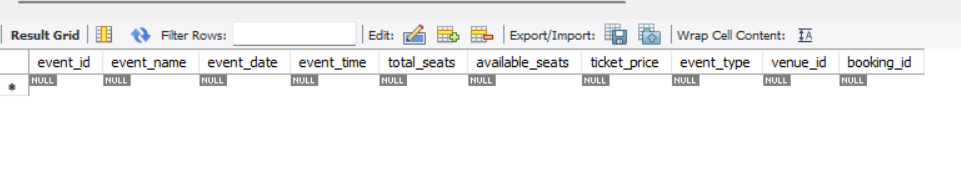 Result Grid Filter Rows: Edit: Export/Import: Wrap Cell Content: IA
event_id event_name event_date event_time total_seats available_seats ticket_price event_type venue_id booking_id
NULL NULL NULL NULL NULL NULL NULL NULL NULL NULL